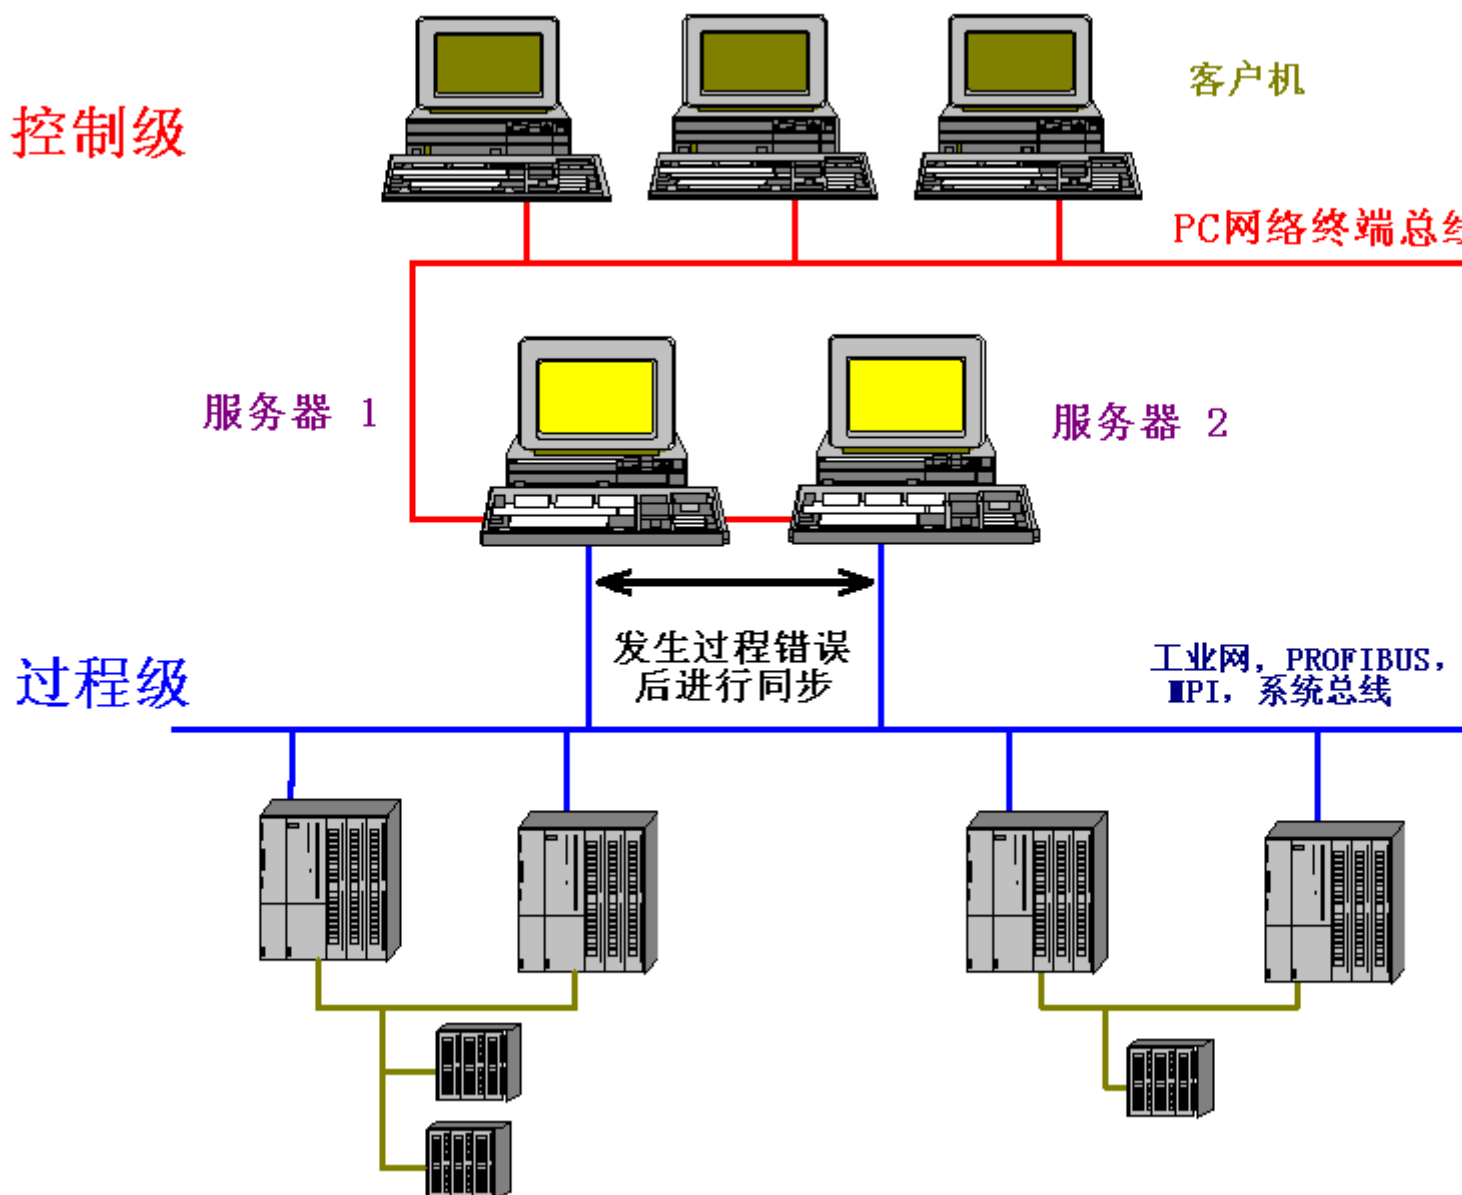 客户机
控制级
PC网络终端总线
服务器 1
服务器 2
发生过程错误
后进行同步
过程级
工业网, PROFIBUS,
MPI, 系统总线